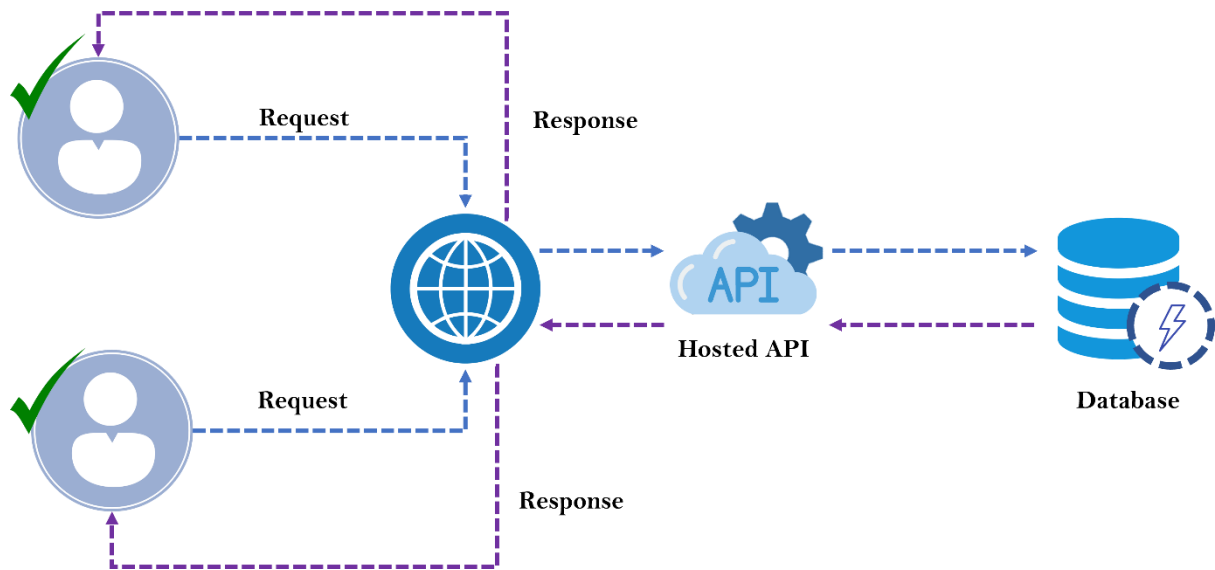 Request
Response
API
Hosted API
Database
Request
Response